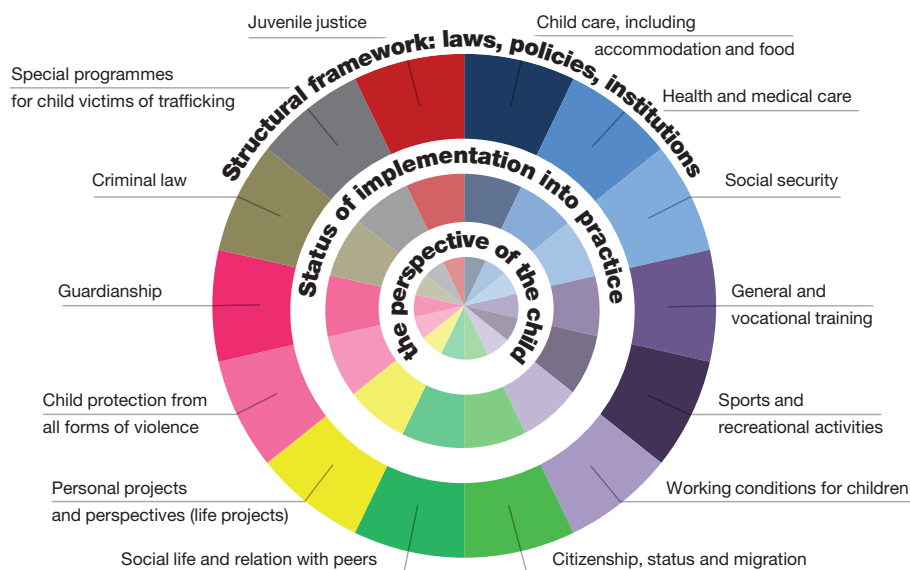 Juvenile justice
Child care, including
accommodation and food
Structural framework: laws, policies, institutions
Special programmes
for child victims of trafficking
Health and medical care
Status of implementation into practice
Criminal law
Social security
the perspective of the child
Guardianship
General and
vocational training
Child protection from
all forms of violence
Sports and
recreational activities
Personal projects
and perspectives (life projects)
Working conditions for children
Social life and relation with peers
Citizenship, status and migration